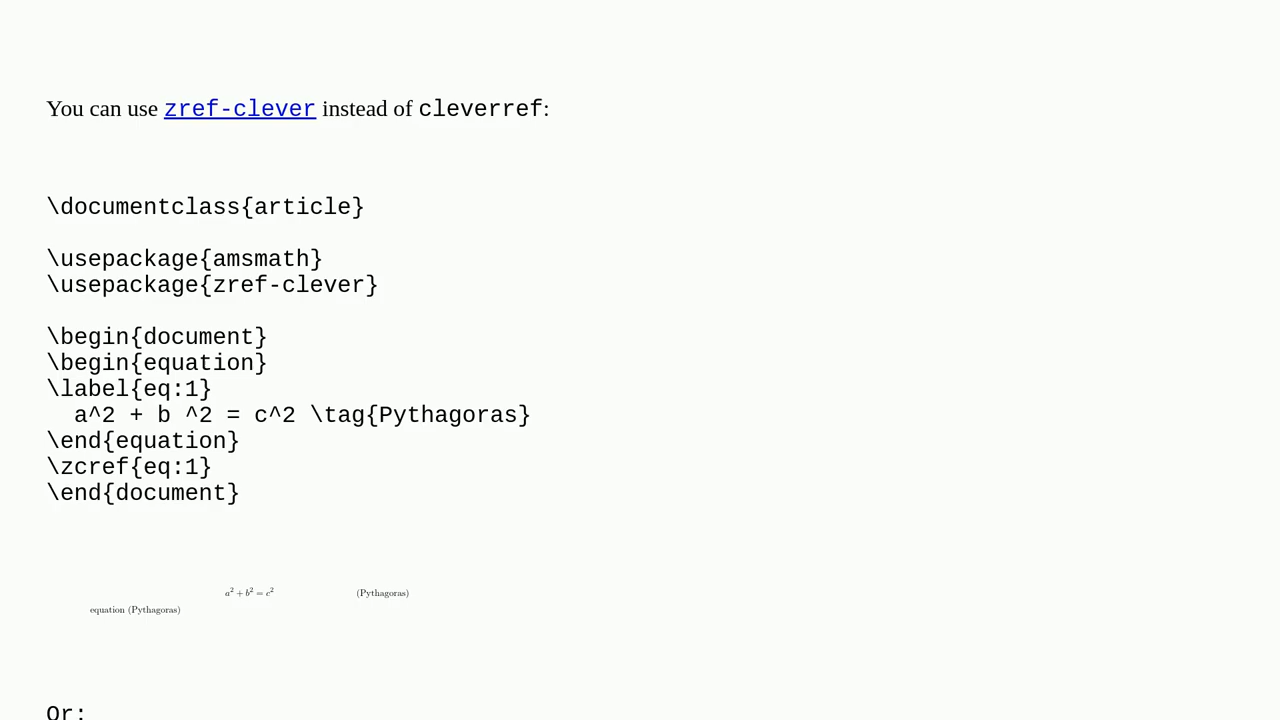 You can use zref-clever instead of cleverref:
\documentclass{article}
\usepackage{amsmath}
\usepackage{zref-clever}
\begin{document}
\begin{equation}
\label{eq:1}
  a^2 + b ^2 = c^2 \tag{Pythagoras}
\end{equation}
\zcref{eq:1}
\end{document}
a² + b² = c² (Pythagoras)
equation (Pythagoras)
Or: